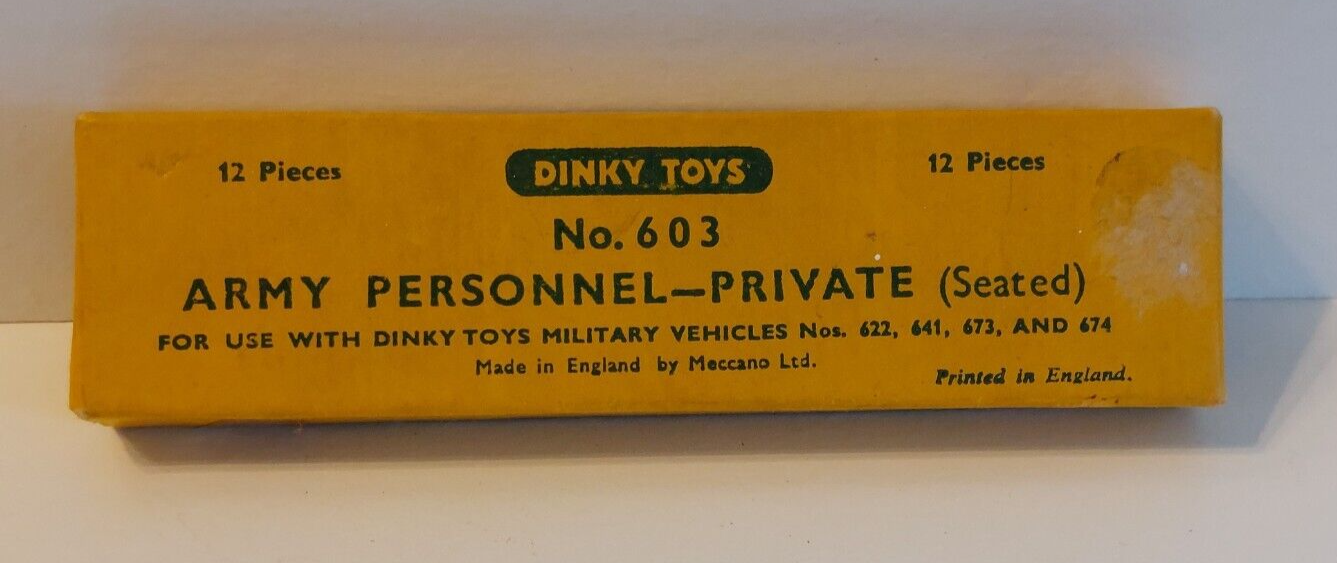 12 Pieces DINKY TOYS 12 Pieces
No. 603
ARMY PERSONNEL—PRIVATE (Seated)
FOR USE WITH DINKY TOYS MILITARY VEHICLES Nos. 622, 641, 673, AND 674
Made in England by Meccano Ltd.
Printed in England.